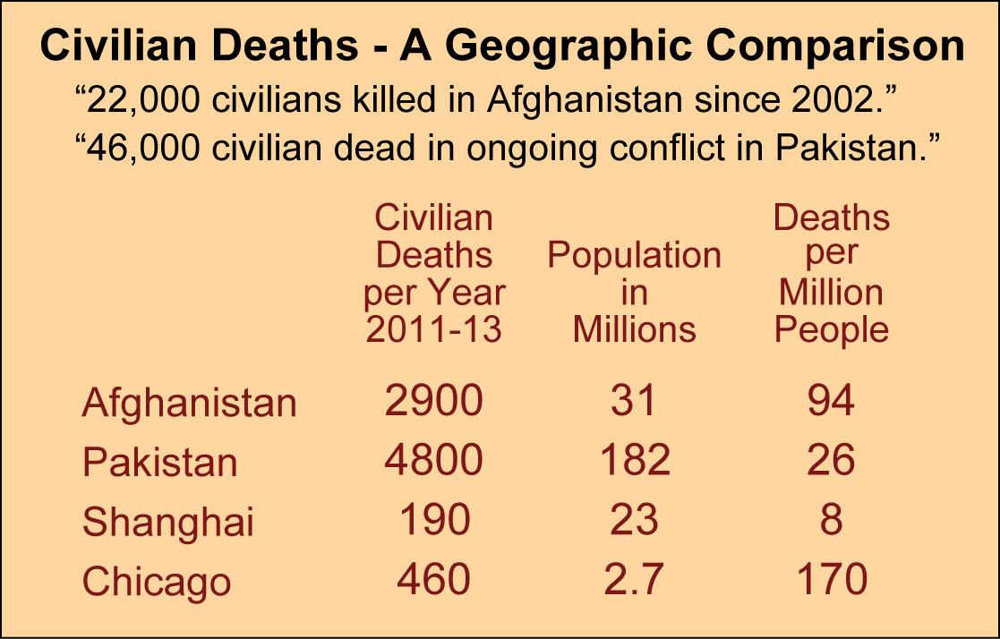 Civilian Deaths - A Geographic Comparison
“22,000 civilians killed in Afghanistan since 2002.”
“46,000 civilian dead in ongoing conflict in Pakistan.”
Civilian Deaths per Year 2011-13
Population in Millions
Deaths per Million People
Afghanistan 2900 31 94
Pakistan 4800 182 26
Shanghai 190 23 8
Chicago 460 2.7 170